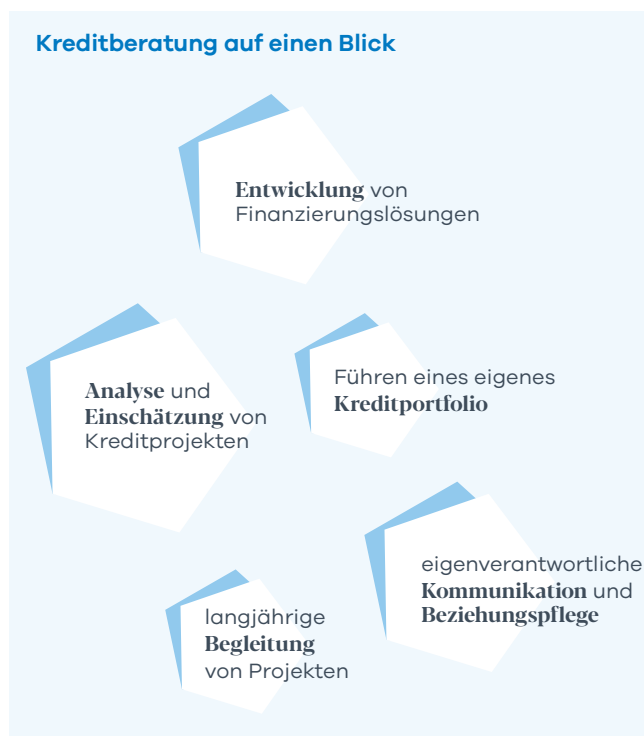 Kreditberatung auf einen Blick
Entwicklung von
Finanzierungslösungen
Analyse und
Einschätzung von
Kreditprojekten
Führen eines eigenes
Kreditportfolio
eigenverantwortliche
Kommunikation und
Beziehungspflege
langjährige
Begleitung
von Projekten